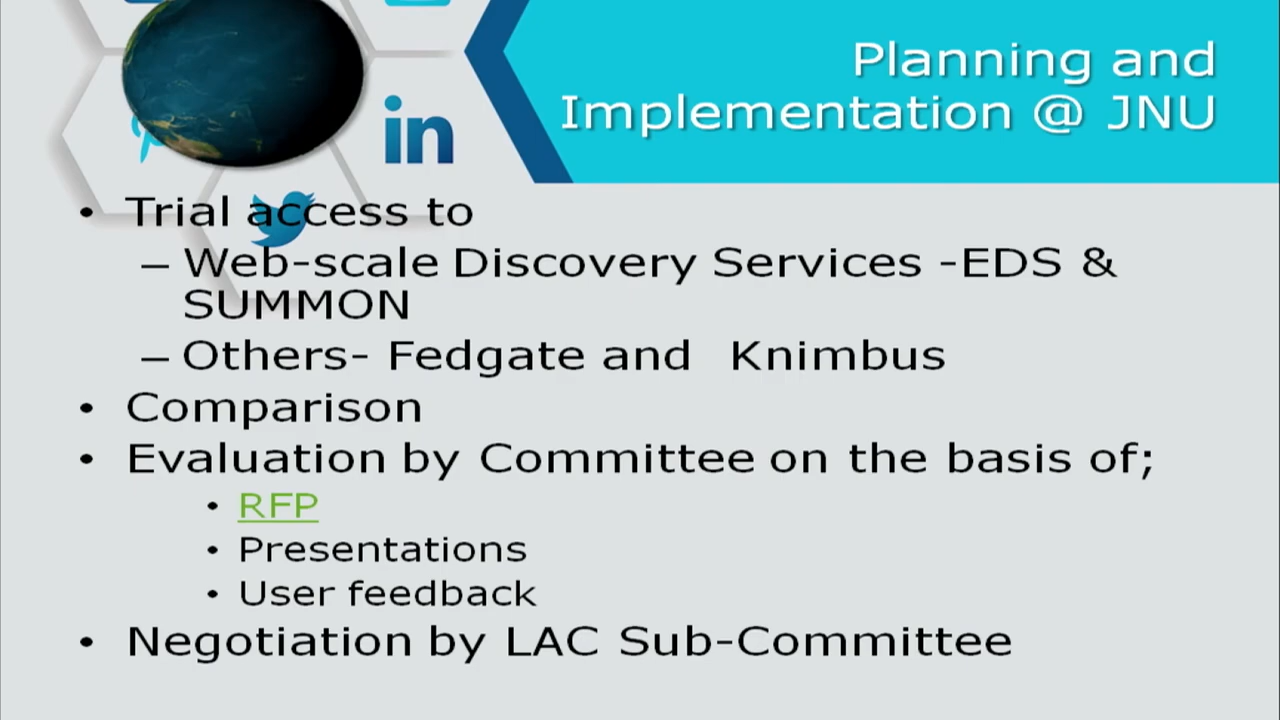 Planning and
Implementation @ JNU
in
• Trial access to
– Web-scale Discovery Services -EDS &
SUMMON
– Others- Fedgate and Knimbus
• Comparison
• Evaluation by Committee on the basis of;
• RFP
• Presentations
• User feedback
• Negotiation by LAC Sub-Committee